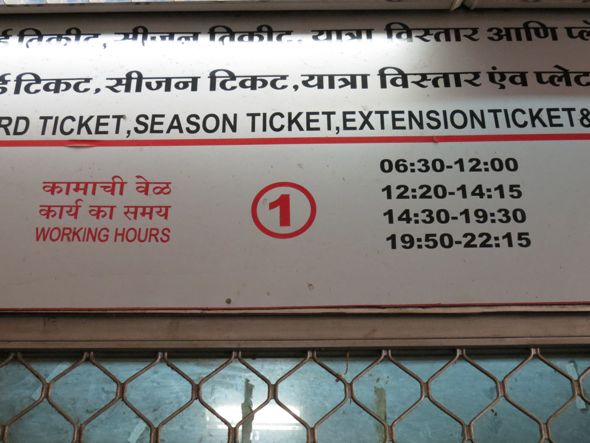 तिकीट, सीजन तिकीट, यात्रा विस्तार आणि
टिकट, सीजन टिकट, यात्रा विस्तार एंव
RD TICKET, SEASON TICKET, EXTENSION TICKET &
कामाची वेळ
कार्य का समय
WORKING HOURS
1
06:30-12:00
12:20-14:15
14:30-19:30
19:50-22:15